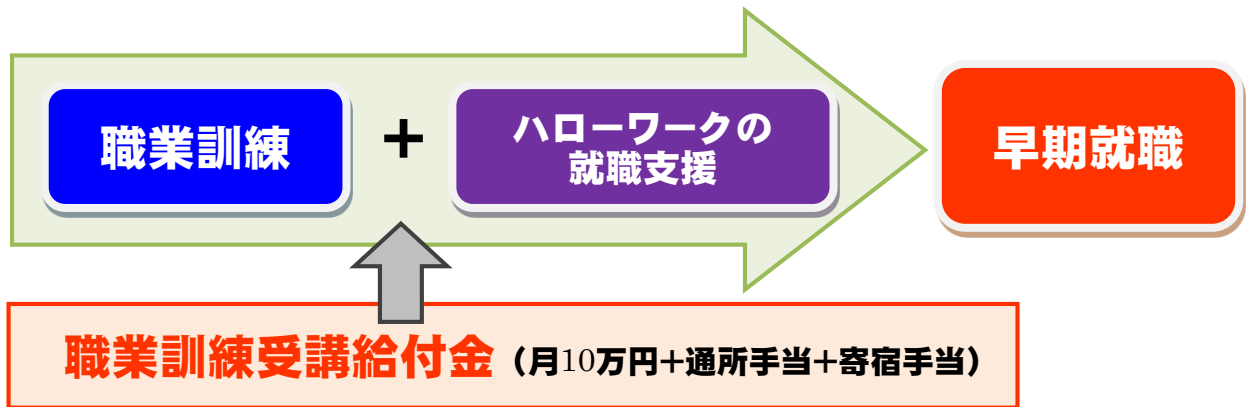 職業訓練
＋
ハローワークの
就職支援
早期就職
職業訓練受講給付金（月10万円＋通所手当＋寄宿手当）